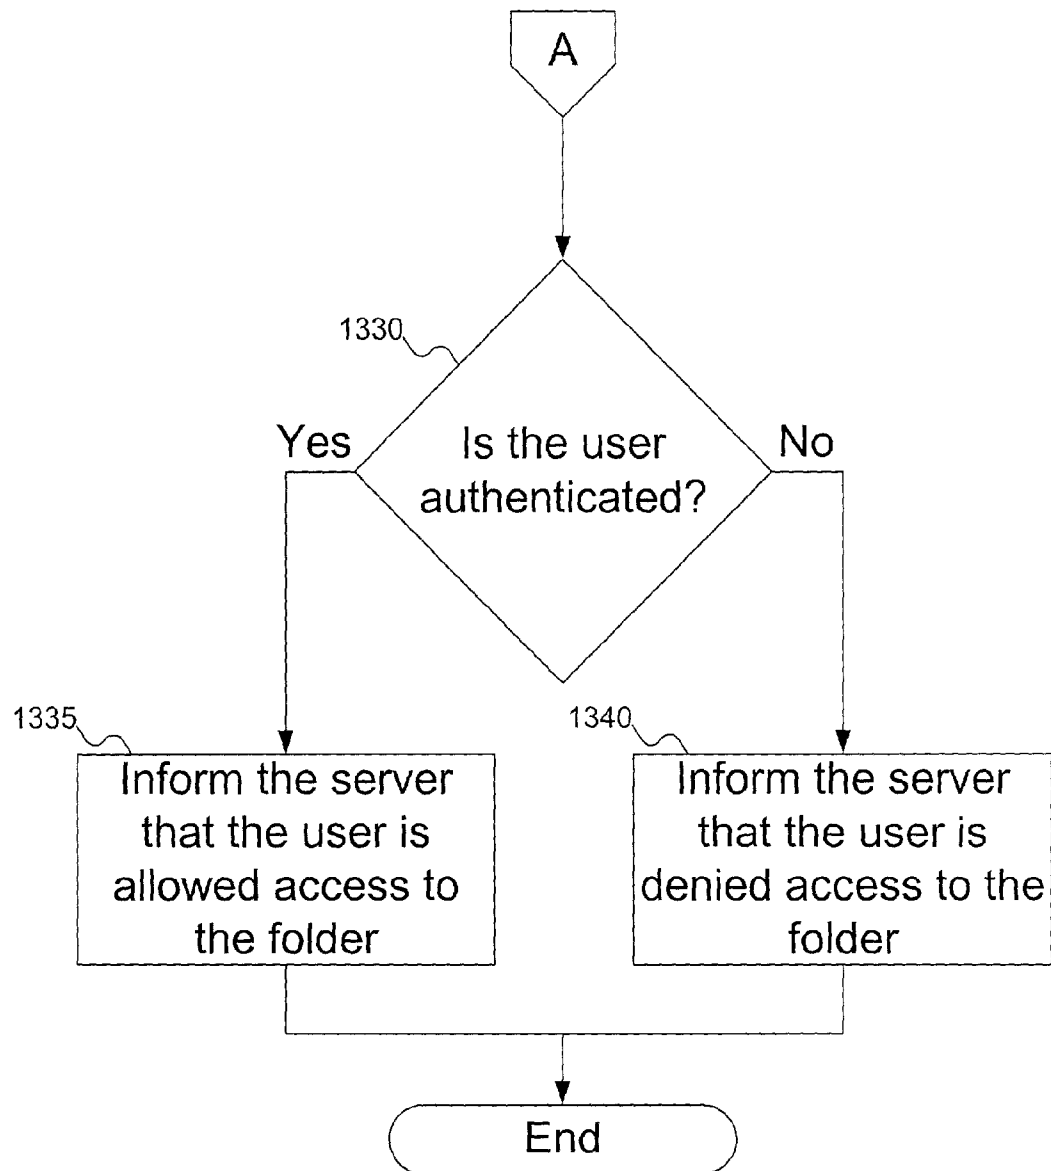 A
1330
Yes
Is the user
authenticated?
No
1335
Inform the server
that the user is
allowed access to
the folder
1340
Inform the server
that the user is
denied access to the
folder
End